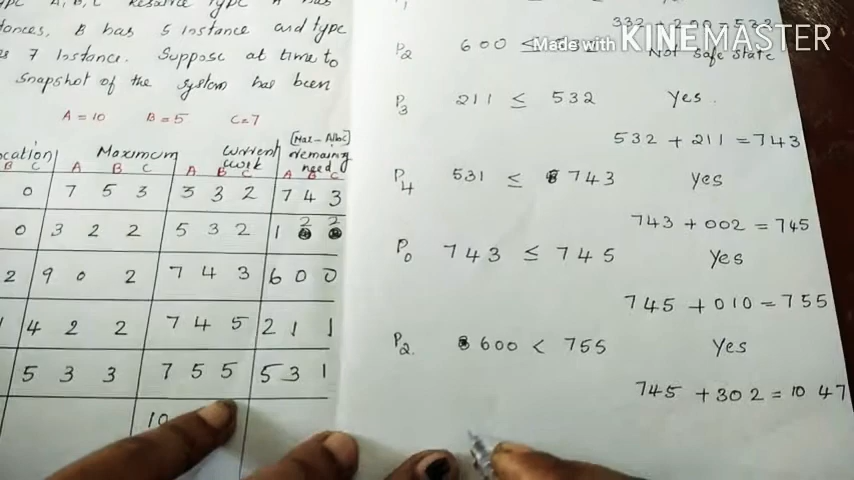 A, B, C Resource Type A has
B has 5 instance and type
7 Instance. Suppose at time to
Snapshot of the system has been
A = 10 B = 5 C = 7
[Max - Alloc]
ocation Maximum Current remaining
work need
B C A B C A B C A B C
0 7 5 3 3 3 2 7 4 3
0 3 2 2 5 3 2 1 2 2
2 9 0 2 7 4 3 6 0 0
1 4 2 2 7 4 5 2 1 1
5 3 3 7 5 5 5 3 1
10
P1
332 + 200 = 532
P2 600 ≤
Not safe state
Made with KINEMASTER
P3 211 ≤ 532 Yes.
532 + 211 = 743
P4 531 ≤ 743 Yes
743 + 002 = 745
P0 743 ≤ 745 Yes
745 + 010 = 755
P2. 600 < 755 Yes
745 + 302 = 10 47